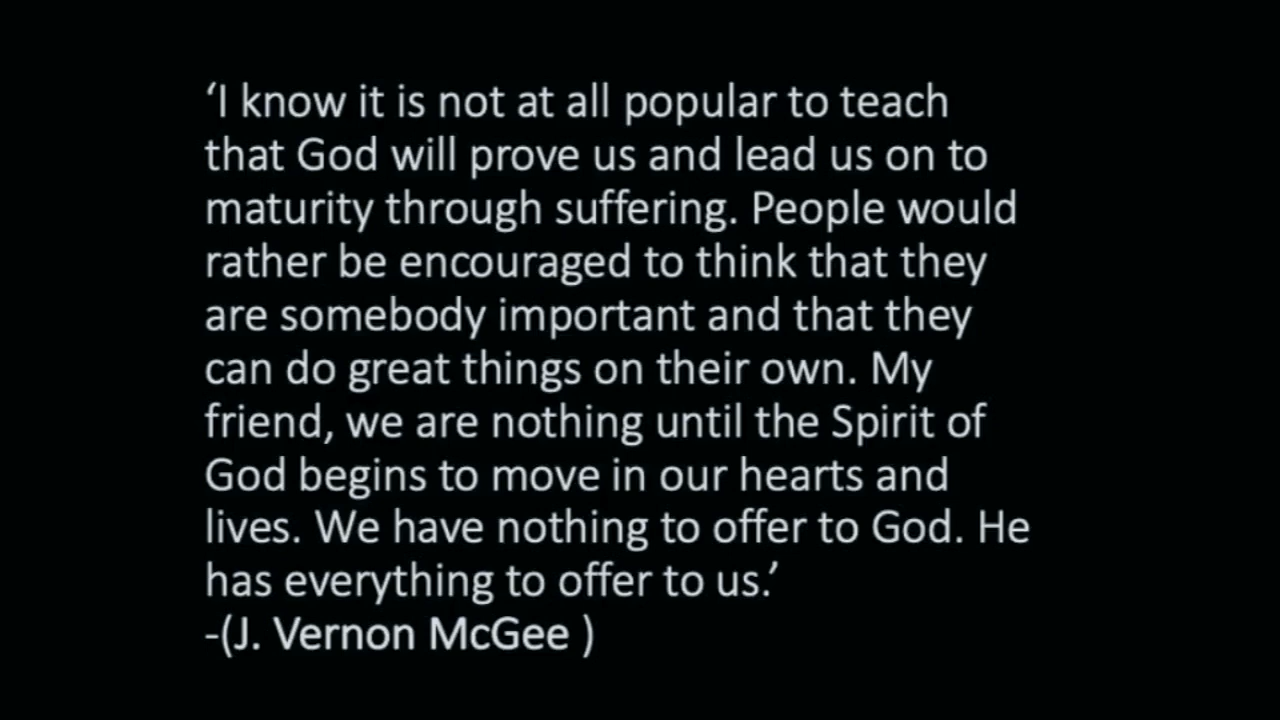 ‘I know it is not at all popular to teach
that God will prove us and lead us on to
maturity through suffering. People would
rather be encouraged to think that they
are somebody important and that they
can do great things on their own. My
friend, we are nothing until the Spirit of
God begins to move in our hearts and
lives. We have nothing to offer to God. He
has everything to offer to us.’
-(J. Vernon McGee )